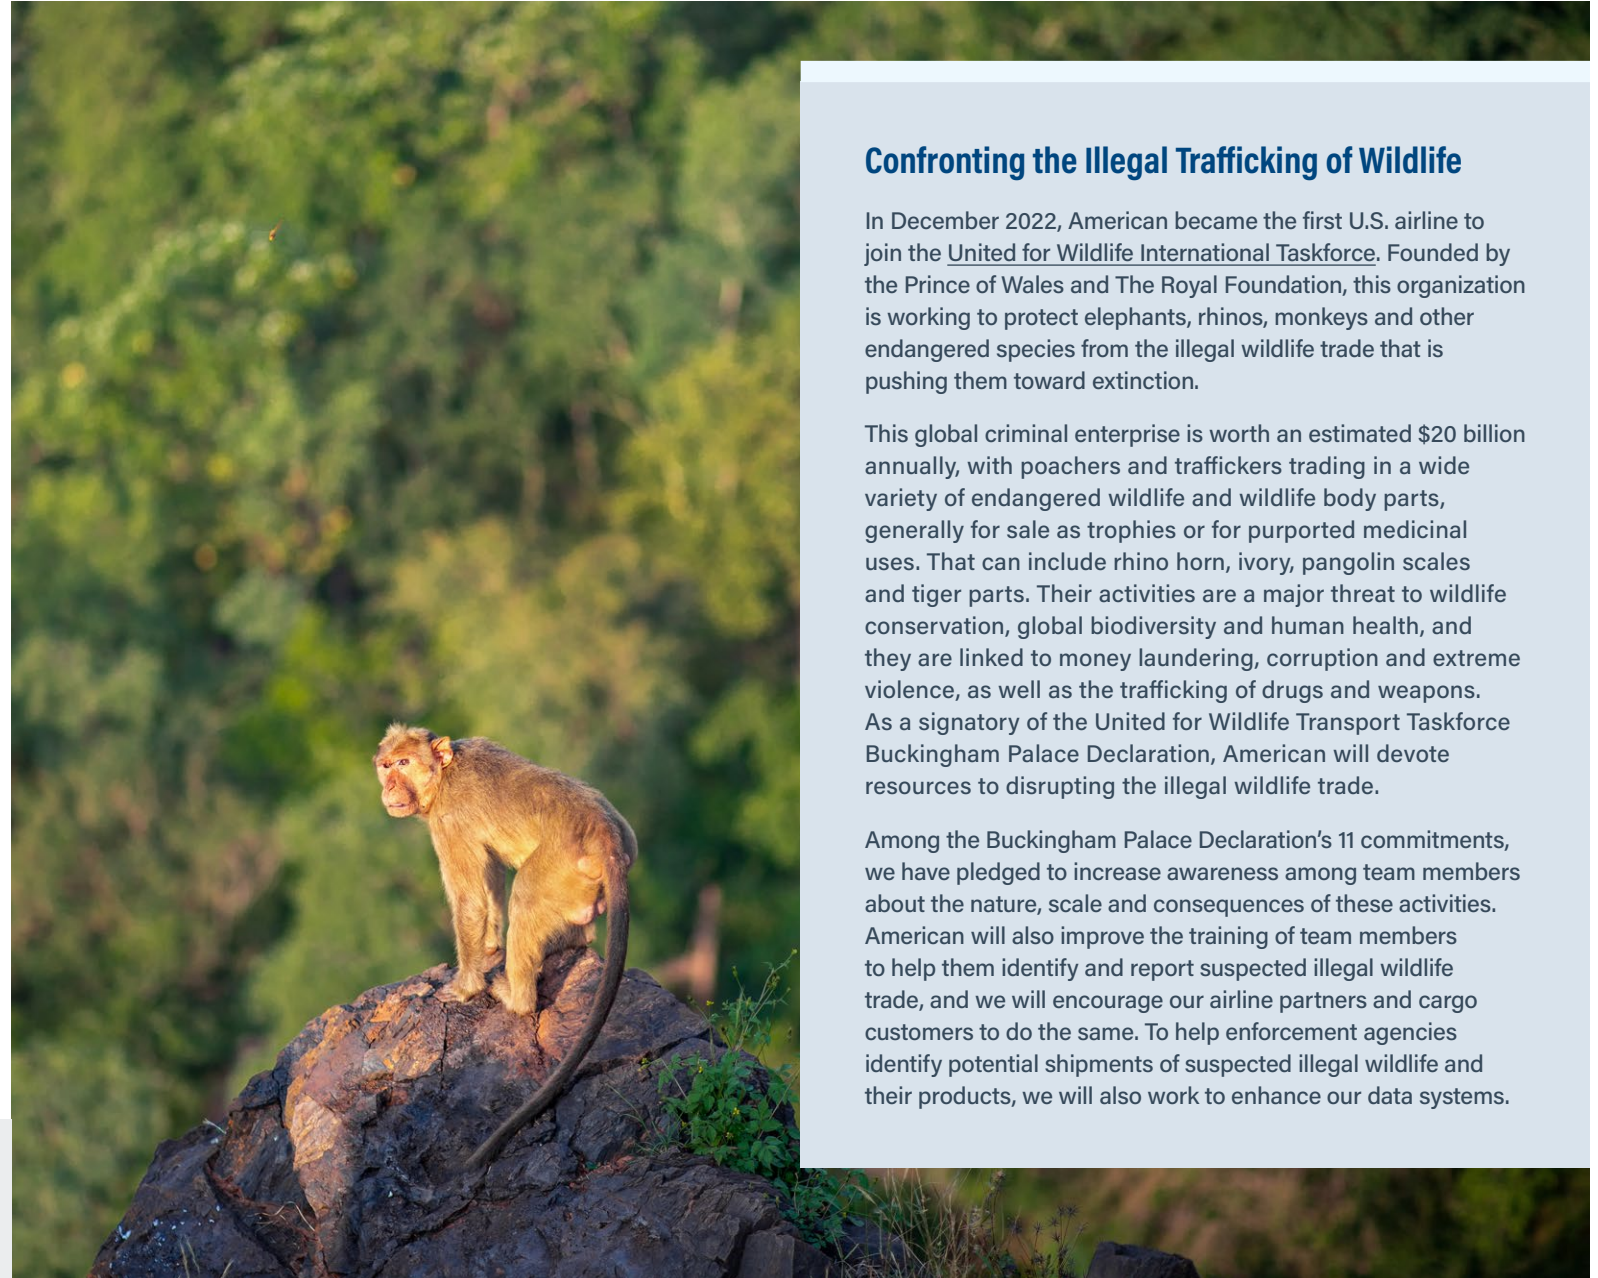 Confronting the Illegal Trafficking of Wildlife
In December 2022, American became the first U.S. airline to
join the United for Wildlife International Taskforce. Founded by
the Prince of Wales and The Royal Foundation, this organization
is working to protect elephants, rhinos, monkeys and other
endangered species from the illegal wildlife trade that is
pushing them toward extinction.
This global criminal enterprise is worth an estimated $20 billion
annually, with poachers and traffickers trading in a wide
variety of endangered wildlife and wildlife body parts,
generally for sale as trophies or for purported medicinal
uses. That can include rhino horn, ivory, pangolin scales
and tiger parts. Their activities are a major threat to wildlife
conservation, global biodiversity and human health, and
they are linked to money laundering, corruption and extreme
violence, as well as the trafficking of drugs and weapons.
As a signatory of the United for Wildlife Transport Taskforce
Buckingham Palace Declaration, American will devote
resources to disrupting the illegal wildlife trade.
Among the Buckingham Palace Declaration’s 11 commitments,
we have pledged to increase awareness among team members
about the nature, scale and consequences of these activities.
American will also improve the training of team members
to help them identify and report suspected illegal wildlife
trade, and we will encourage our airline partners and cargo
customers to do the same. To help enforcement agencies
identify potential shipments of suspected illegal wildlife and
their products, we will also work to enhance our data systems.